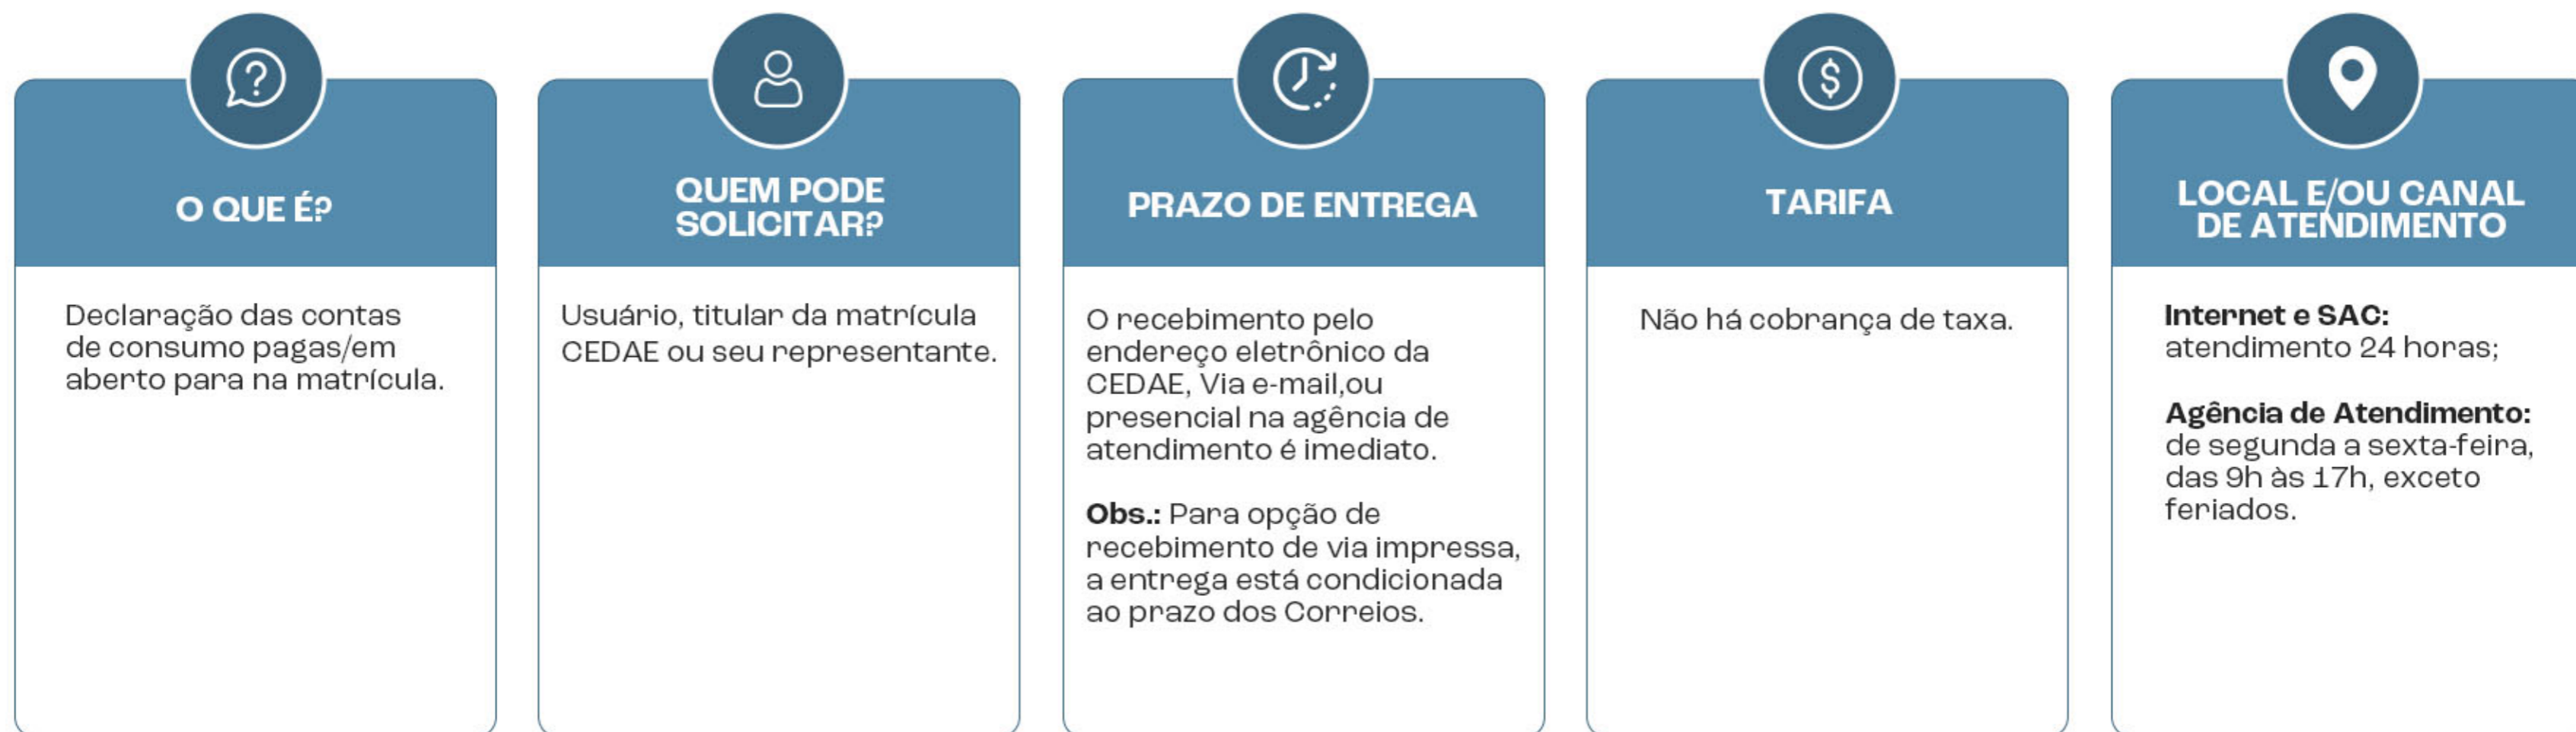 O QUE É?
Declaração das contas
de consumo pagas/em
aberto para na matrícula.
QUEM PODE
SOLICITAR?
Usuário, titular da matrícula
CEDAE ou seu representante.
PRAZO DE ENTREGA
O recebimento pelo
endereço eletrônico da
CEDAE, Via e-mail,ou
presencial na agência de
atendimento é imediato.
Obs.: Para opção de
recebimento de via impressa,
a entrega está condicionada
ao prazo dos Correios.
TARIFA
Não há cobrança de taxa.
LOCAL E/OU CANAL
DE ATENDIMENTO
Internet e SAC:
atendimento 24 horas;
Agência de Atendimento:
de segunda a sexta-feira,
das 9h às 17h, exceto
feriados.